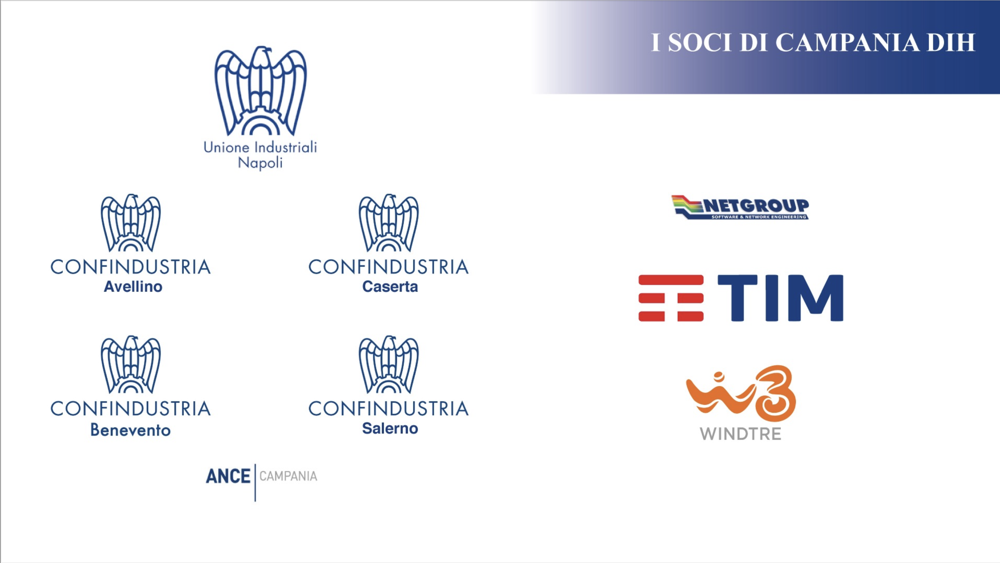 I SOCI DI CAMPANIA DIH
Unione Industriali
Napoli
CONFINDUSTRIA
Avellino
CONFINDUSTRIA
Caserta
CONFINDUSTRIA
Benevento
CONFINDUSTRIA
Salerno
ANCE CAMPANIA
NETGROUP
SOFTWARE & NETWORK ENGINEERING
TIM
W3
WINDTRE